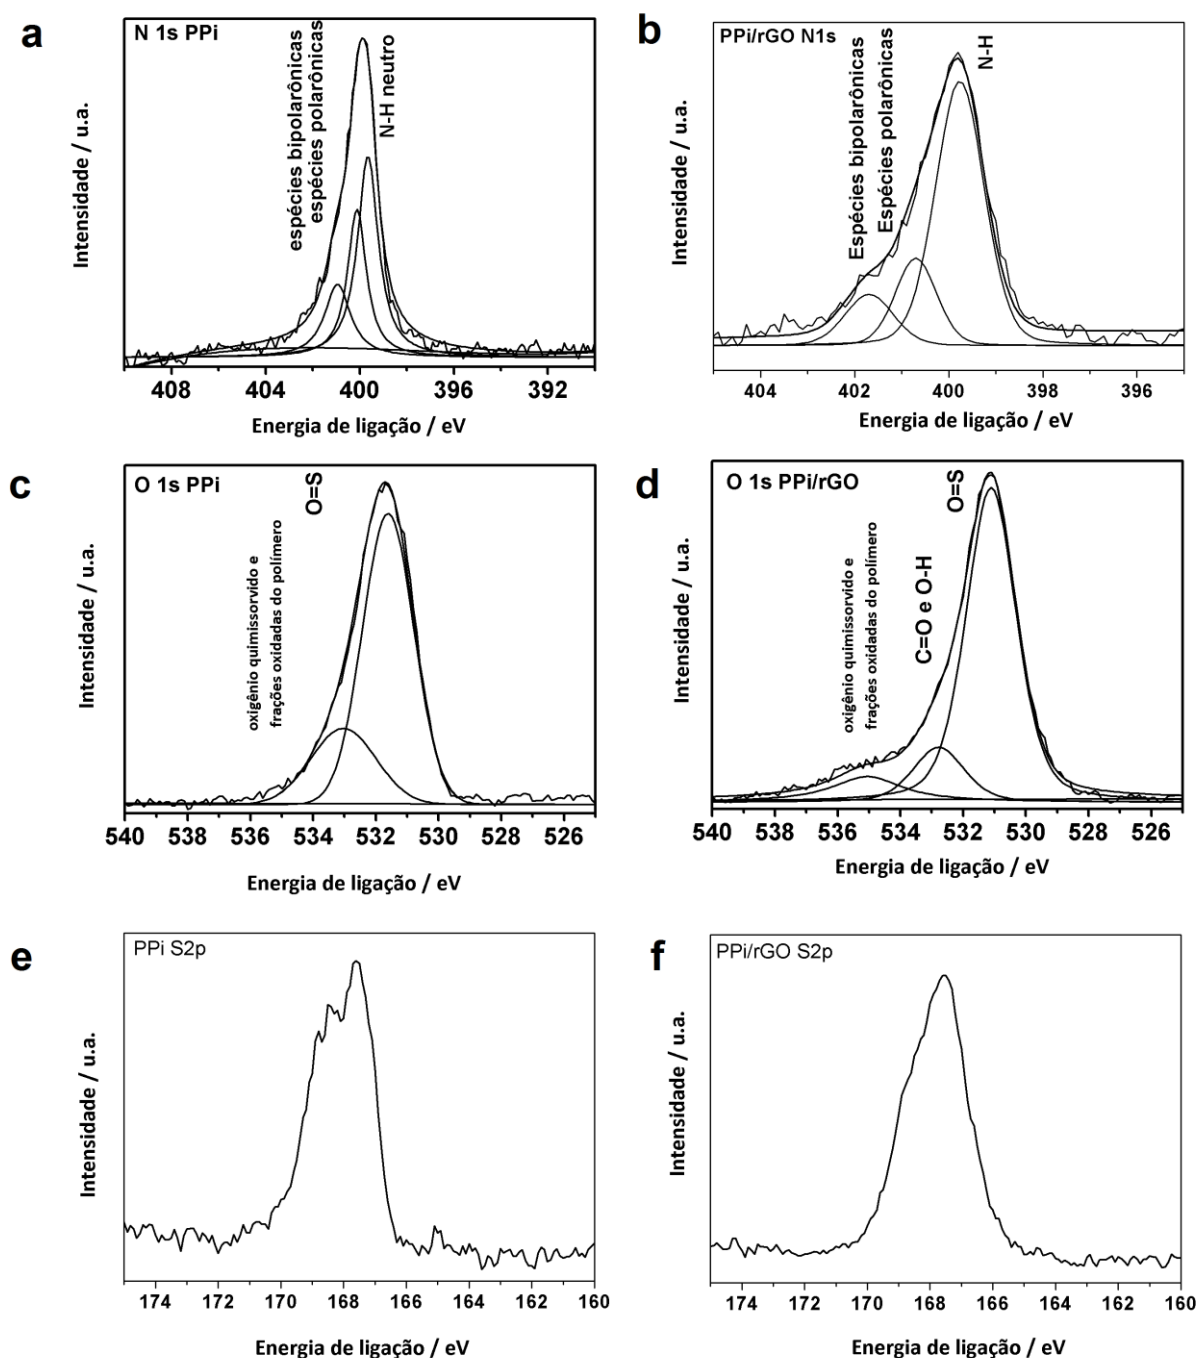 a
N 1s PPi
espécies bipolarônicas
espécies polarônicas
N-H neutro
Intensidade / u.a.
408 404 400 396 392
Energia de ligação / eV
b
PPi/rGO N1s
Espécies bipolarônicas
Espécies polarônicas
N-H
Intensidade / u.a.
404 402 400 398 396
Energia de ligação / eV
c
O 1s PPi
oxigênio quimissorvido e
frações oxidadas do polímero
O=S
Intensidade / u.a.
540 538 536 534 532 530 528 526
Energia de ligação / eV
d
O 1s PPi/rGO
oxigênio quimissorvido e
frações oxidadas do polímero
C=O e O-H
O=S
Intensidade / u.a.
540 538 536 534 532 530 528 526
Energia de ligação / eV
e
PPi S2p
Intensidade / u.a.
174 172 170 168 166 164 162 160
Energia de ligação / eV
f
PPi/rGO S2p
Intensidade / u.a.
174 172 170 168 166 164 162 160
Energia de ligação / eV